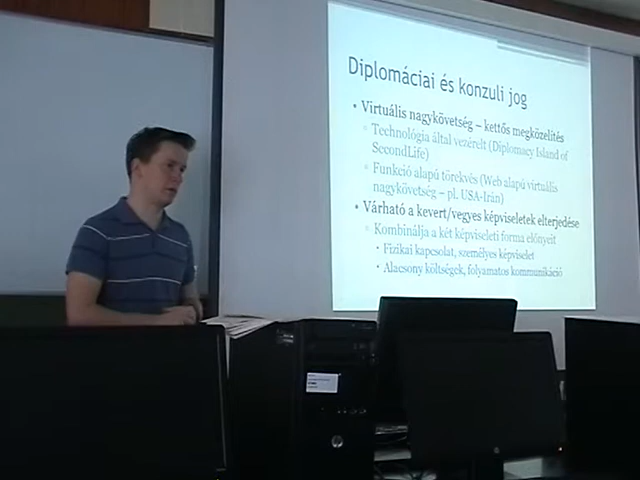 Diplomáciai és konzuli jog
• Virtuális nagykövetség – kettős megközelítés
Technológia által vezérelt (Diplomacy Island of
SecondLife)
Funkció alapú törekvés (Web alapú virtuális
nagykövetség – pl. USA-Irán)
• Várható a kevert/vegyes képviseletek elterjedése
Kombinálja a két képviseleti forma előnyeit
• Fizikai kapcsolat, személyes képviselet
• Alacsony költségek, folyamatos kommunikáció